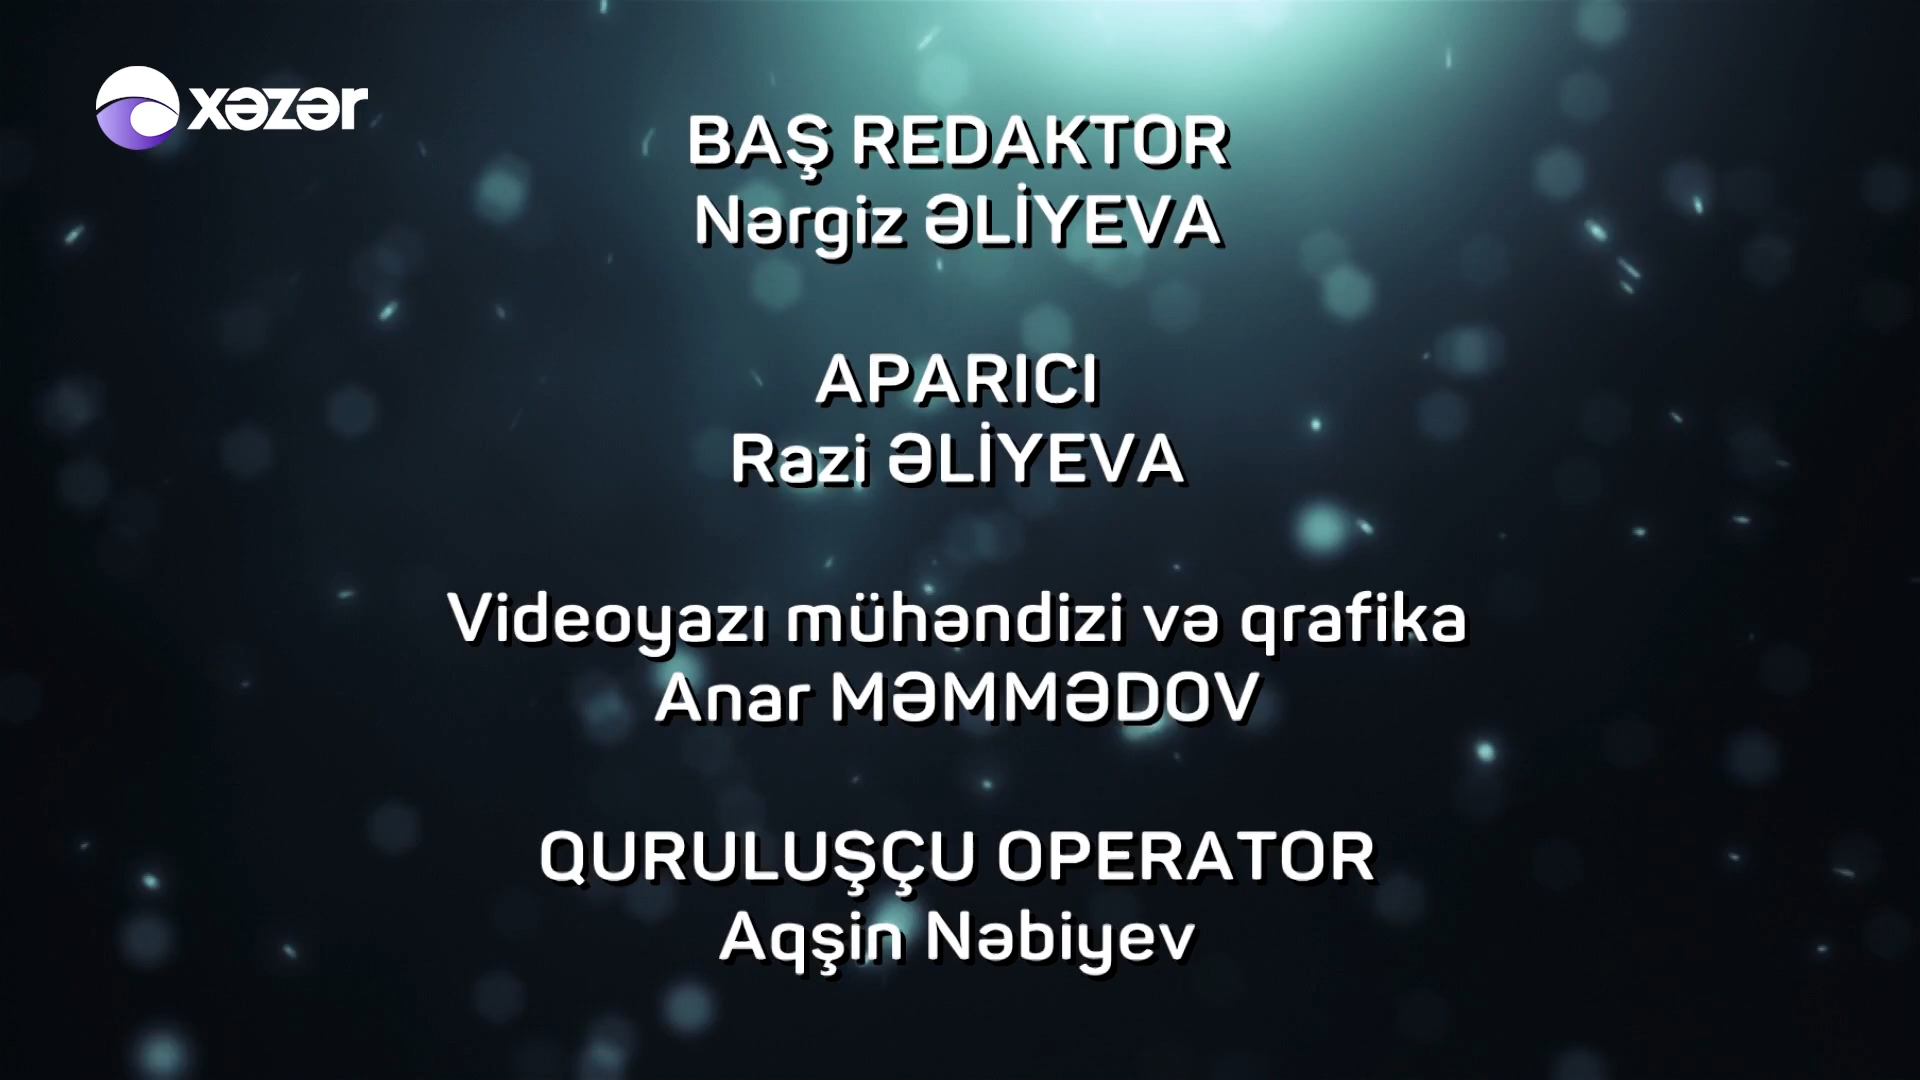 xəzər
BAŞ REDAKTOR
Nərgiz ƏLİYEVA
APARICI
Razi ƏLİYEVA
Videoyazı mühəndizi və qrafika
Anar MƏMMƏDOV
QURULUŞÇU OPERATOR
Aqşin Nəbiyev